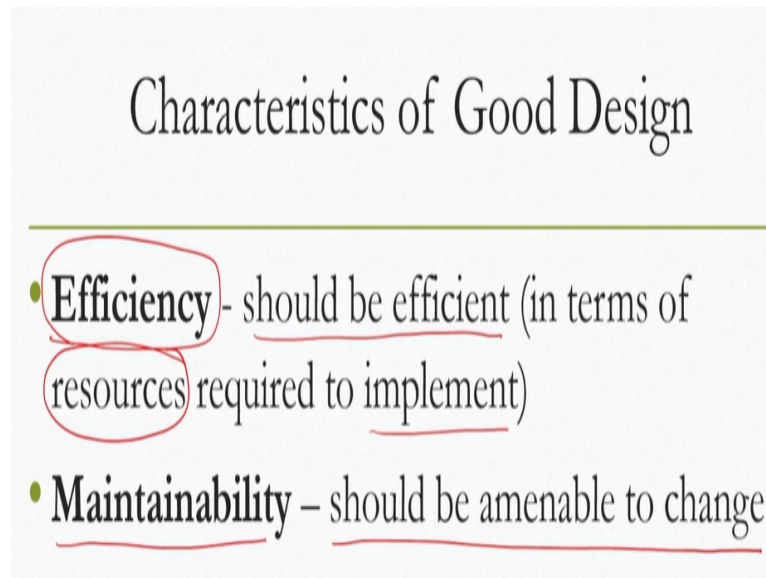 Characteristics of Good Design
• Efficiency - should be efficient (in terms of
resources required to implement)
• Maintainability – should be amenable to change